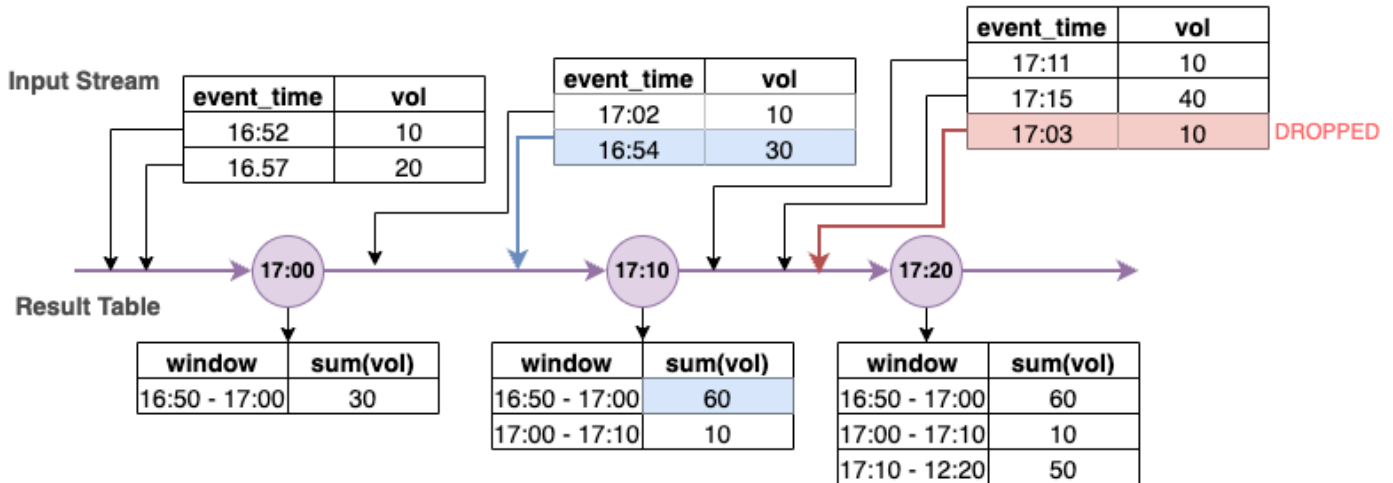 Input Stream
event_time vol
16:52 10
16.57 20
event_time vol
17:02 10
16:54 30
event_time vol
17:11 10
17:15 40
17:03 10 DROPPED
17:00 17:10 17:20
Result Table
window sum(vol)
16:50 - 17:00 30
window sum(vol)
16:50 - 17:00 60
17:00 - 17:10 10
window sum(vol)
16:50 - 17:00 60
17:00 - 17:10 10
17:10 - 12:20 50